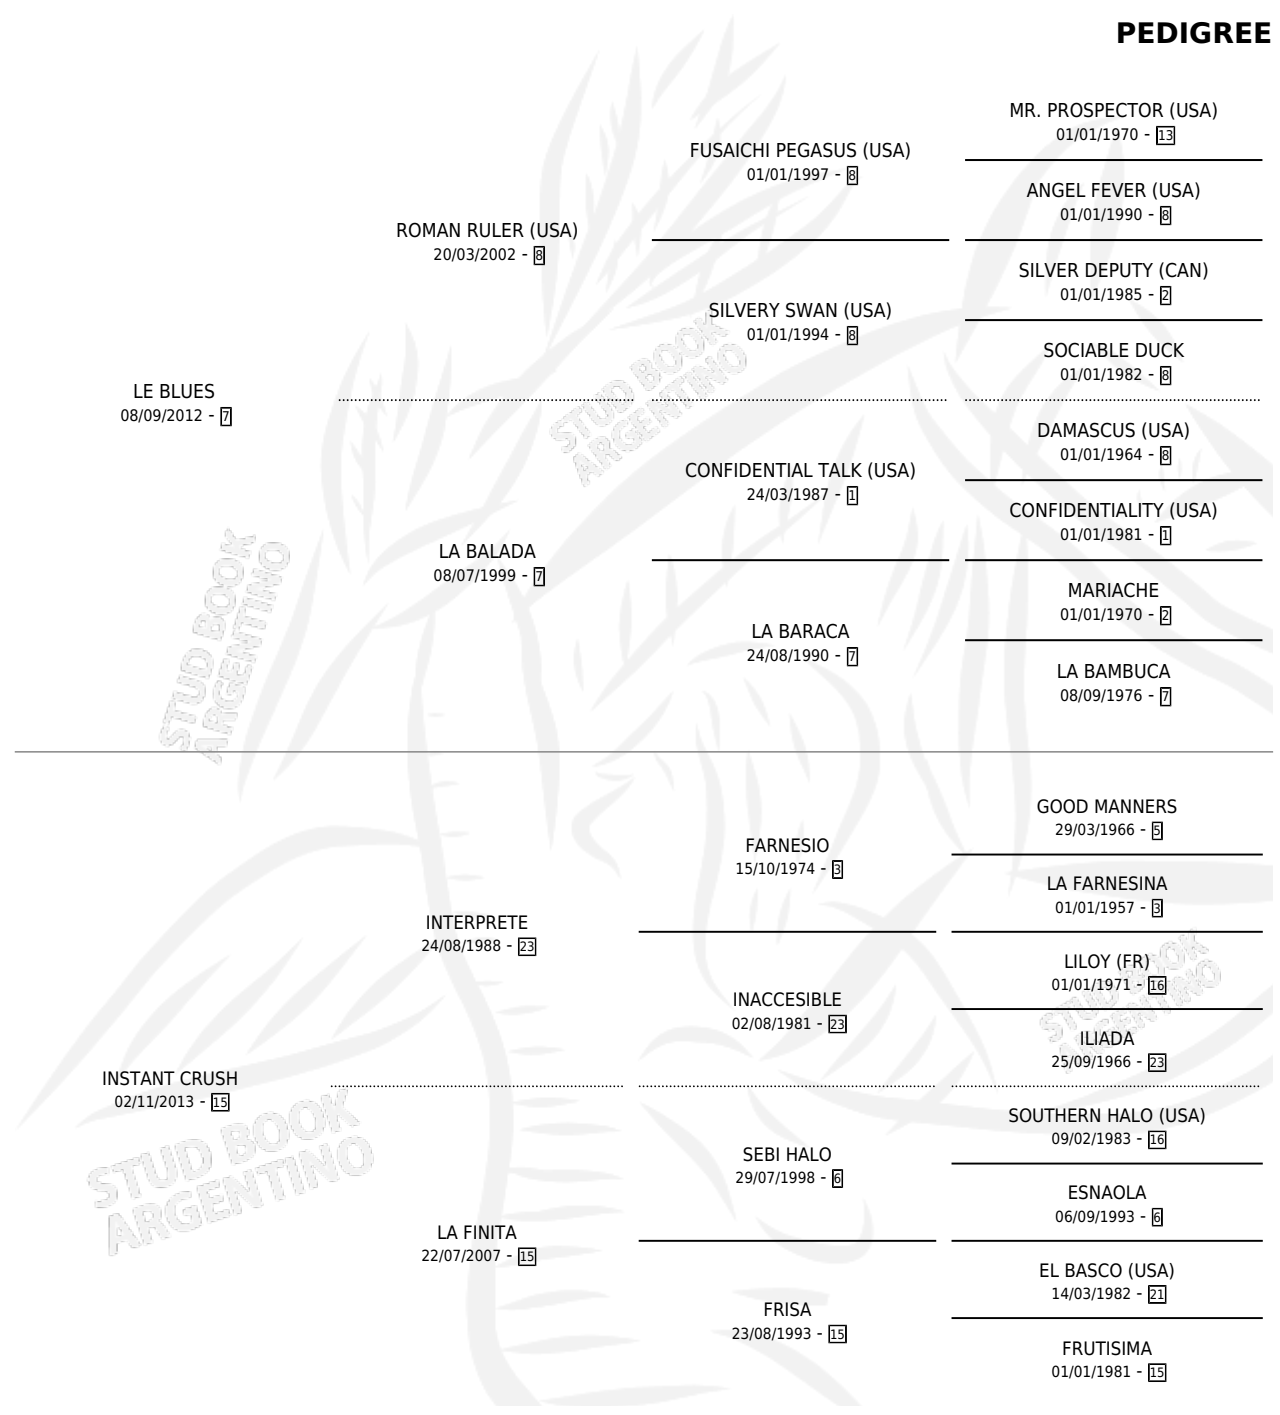 PEDIGREE
MR. PROSPECTOR (USA)
01/01/1970 - 13
FUSAICHI PEGASUS (USA)
01/01/1997 - 8
ANGEL FEVER (USA)
01/01/1990 - 8
ROMAN RULER (USA)
20/03/2002 - 8
SILVER DEPUTY (CAN)
01/01/1985 - 2
SILVERY SWAN (USA)
01/01/1994 - 8
SOCIABLE DUCK
01/01/1982 - 8
LE BLUES
08/09/2012 - 7
DAMASCUS (USA)
01/01/1964 - 8
CONFIDENTIAL TALK (USA)
24/03/1987 - 1
CONFIDENTIALITY (USA)
01/01/1981 - 1
LA BALADA
08/07/1999 - 7
MARIACHE
01/01/1970 - 2
LA BARACA
24/08/1990 - 7
LA BAMBUCA
08/09/1976 - 7
GOOD MANNERS
29/03/1966 - 5
FARNESIO
15/10/1974 - 3
LA FARNESINA
01/01/1957 - 3
INTERPRETE
24/08/1988 - 23
LILOY (FR)
01/01/1971 - 16
INACCESIBLE
02/08/1981 - 23
ILIADA
25/09/1966 - 23
INSTANT CRUSH
02/11/2013 - 15
SOUTHERN HALO (USA)
09/02/1983 - 16
SEBI HALO
29/07/1998 - 6
ESNAOLA
06/09/1993 - 6
LA FINITA
22/07/2007 - 15
EL BASCO (USA)
14/03/1982 - 21
FRISA
23/08/1993 - 15
FRUTISIMA
01/01/1981 - 15
STUD BOOK
ARGENTINO
STUD BOOK
ARGENTINO
STUD BOOK
ARGENTINO
STUD BOOK
ARGENTINO